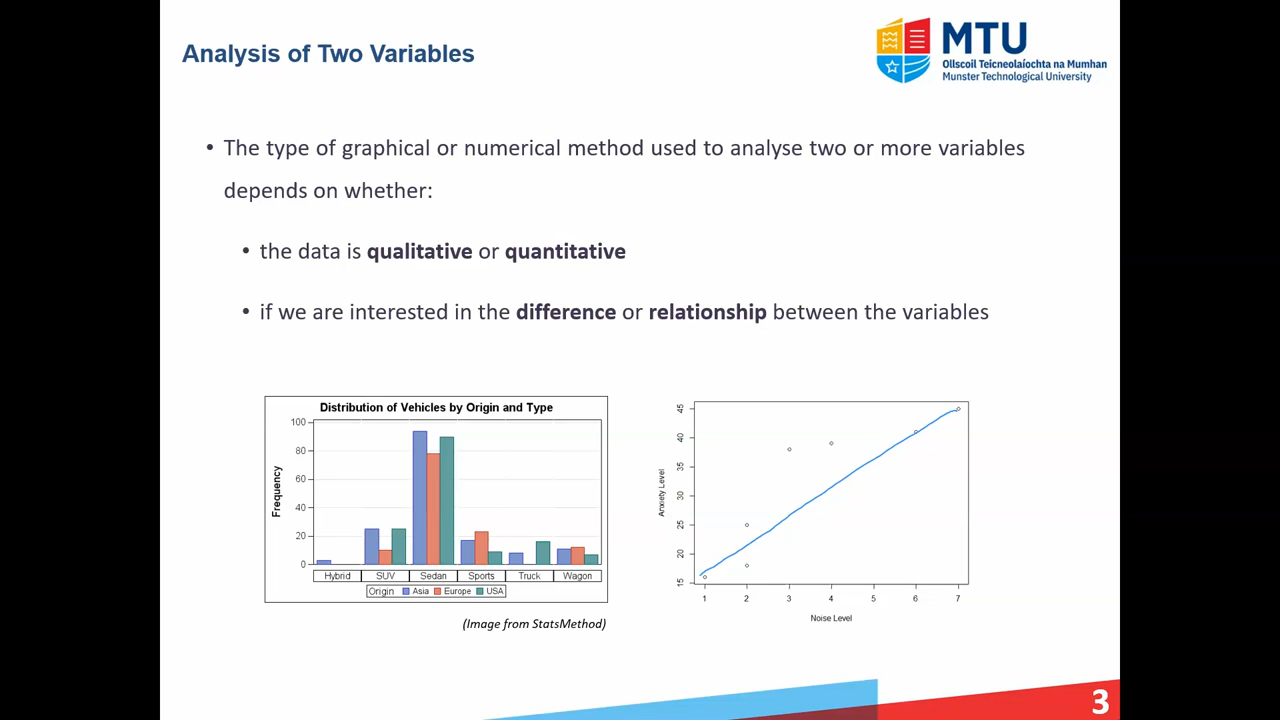 Analysis of Two Variables
MTU
Ollscoil Teicneolaíochta na Mumhan
Munster Technological University
• The type of graphical or numerical method used to analyse two or more variables
depends on whether:
• the data is qualitative or quantitative
• if we are interested in the difference or relationship between the variables
Distribution of Vehicles by Origin and Type
Frequency
100
80
60
40
20
0
Hybrid SUV Sedan Sports Truck Wagon
Origin Asia Europe USA
(Image from StatsMethod)
Anxiety Level
45
40
35
30
25
20
15
1 2 3 4 5 6 7
Noise Level
3